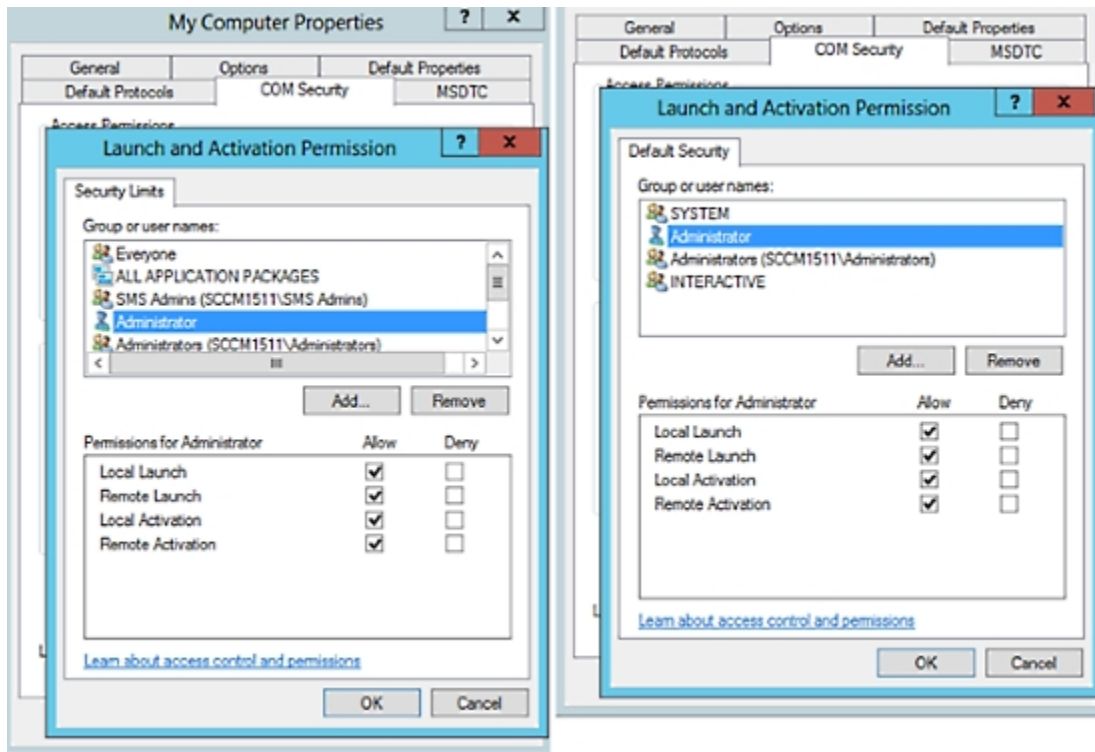 My Computer Properties
? x
General Options Default Properties
Default Protocols COM Security MSDTC
Access Permissions
Launch and Activation Permission
? x
Security Limits
Group or user names:
Everyone
ALL APPLICATION PACKAGES
SMS Admins (SCCM1511\SMS Admins)
Administrator
Administrators (SCCM1511\Administrators)
Add... Remove
Permissions for Administrator Allow Deny
Local Launch
Remote Launch
Local Activation
Remote Activation
Learn about access control and permissions
OK Cancel
General Options Default Properties
Default Protocols COM Security MSDTC
Access Permissions
Launch and Activation Permission
? x
Default Security
Group or user names:
SYSTEM
Administrator
Administrators (SCCM1511\Administrators)
INTERACTIVE
Add... Remove
Permissions for Administrator Allow Deny
Local Launch
Remote Launch
Local Activation
Remote Activation
Learn about access control and permissions
OK Cancel